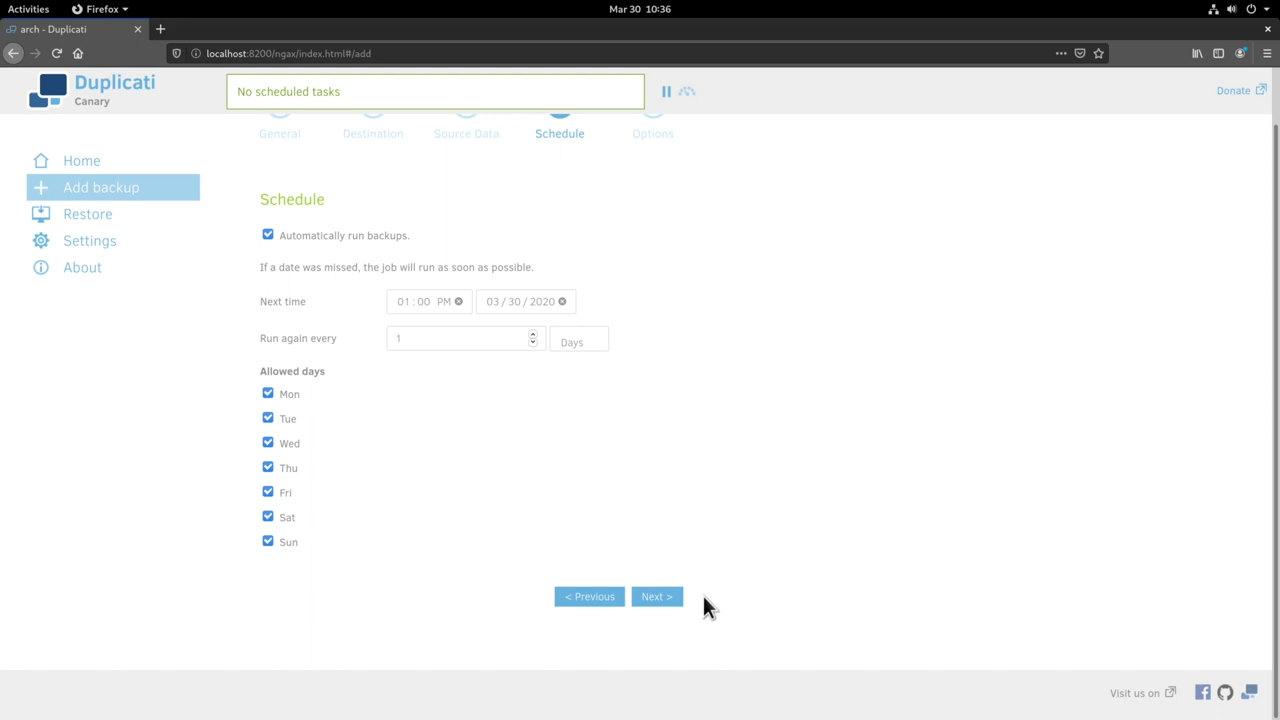 Activities Firefox Mar 30 10:36
arch - Duplicati
localhost:8200/ngax/index.html#/add
Duplicati
Canary
No scheduled tasks
Donate
General Destination Source Data Schedule Options
Home
Add backup
Restore
Settings
About
Schedule
Automatically run backups.
If a date was missed, the job will run as soon as possible.
Next time 01 : 00 PM 03 / 30 / 2020
Run again every 1 Days
Allowed days
Mon
Tue
Wed
Thu
Fri
Sat
Sun
< Previous Next >
Visit us on